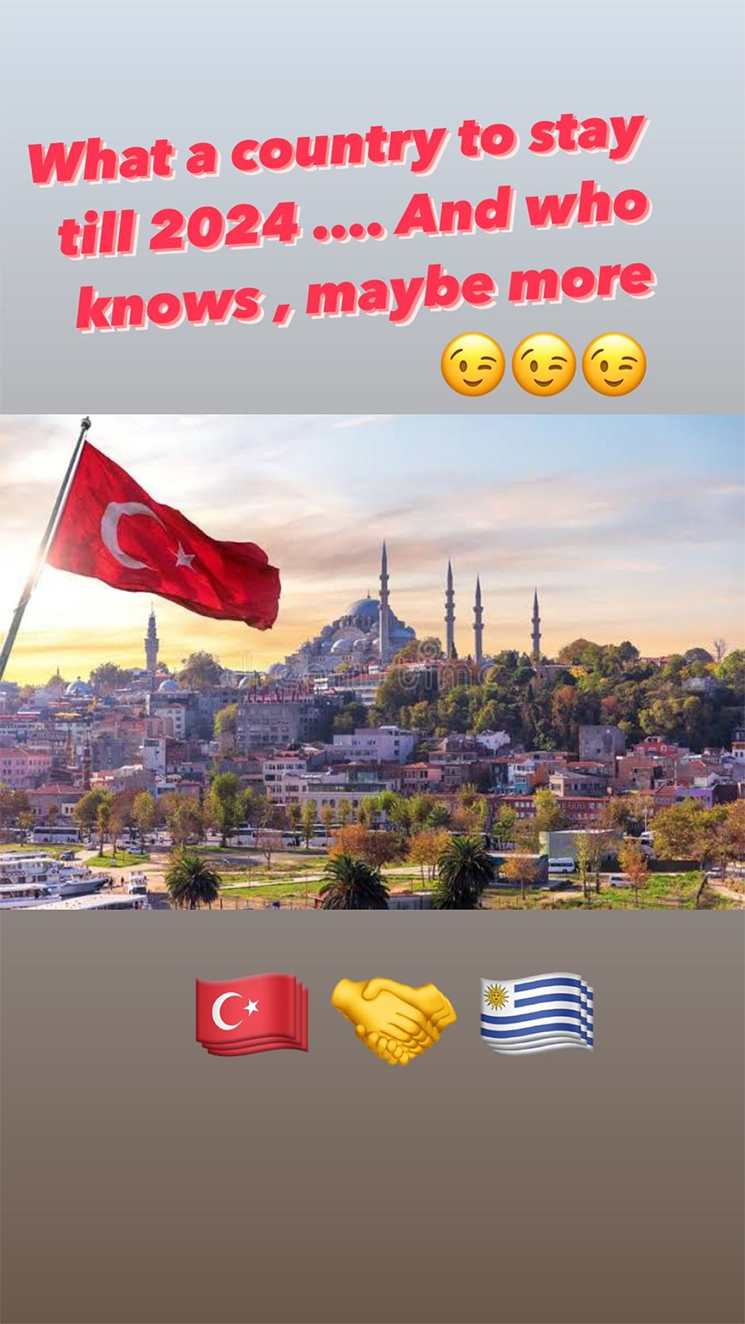 What a country to stay
till 2024 .... And who
knows , maybe more
😉😉😉